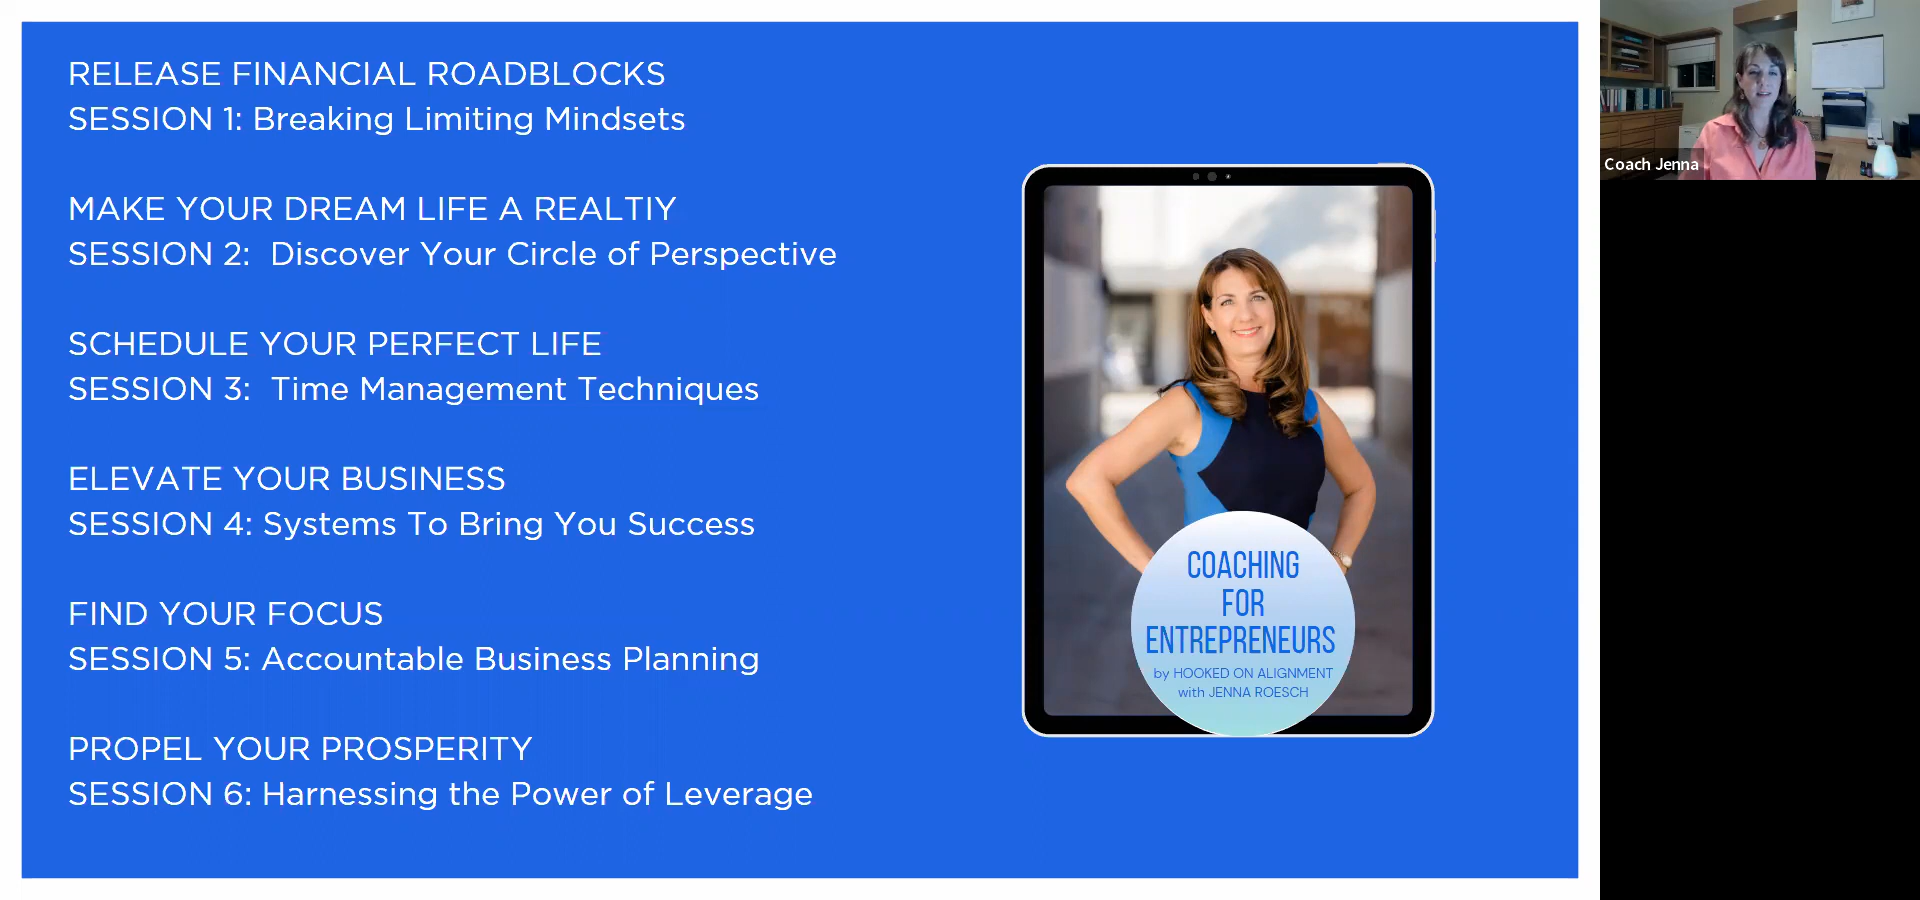 RELEASE FINANCIAL ROADBLOCKS
SESSION 1: Breaking Limiting Mindsets
MAKE YOUR DREAM LIFE A REALTIY
SESSION 2:  Discover Your Circle of Perspective
SCHEDULE YOUR PERFECT LIFE
SESSION 3:  Time Management Techniques
ELEVATE YOUR BUSINESS
SESSION 4: Systems To Bring You Success
FIND YOUR FOCUS
SESSION 5: Accountable Business Planning
PROPEL YOUR PROSPERITY
SESSION 6: Harnessing the Power of Leverage
COACHING
FOR
ENTREPRENEURS
by HOOKED ON ALIGNMENT
with JENNA ROESCH
Coach Jenna